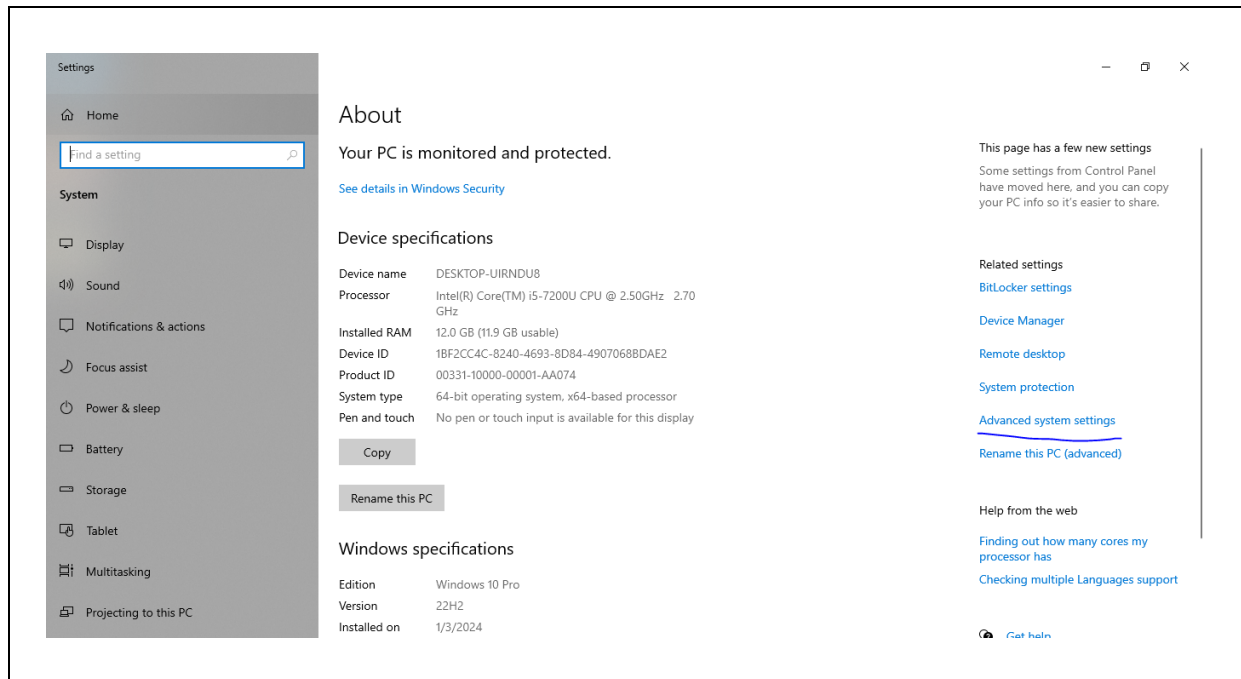 Settings
Home
Find a setting
System
Display
Sound
Notifications & actions
Focus assist
Power & sleep
Battery
Storage
Tablet
Multitasking
Projecting to this PC
About
Your PC is monitored and protected.
See details in Windows Security
Device specifications
Device name DESKTOP-UIRNDU8
Processor Intel(R) Core(TM) i5-7200U CPU @ 2.50GHz 2.70
GHz
Installed RAM 12.0 GB (11.9 GB usable)
Device ID 1BF2CC4C-8240-4693-8D84-4907068BDAE2
Product ID 00331-10000-00001-AA074
System type 64-bit operating system, x64-based processor
Pen and touch No pen or touch input is available for this display
Copy
Rename this PC
Windows specifications
Edition Windows 10 Pro
Version 22H2
Installed on 1/3/2024
This page has a few new settings
Some settings from Control Panel
have moved here, and you can copy
your PC info so it's easier to share.
Related settings
BitLocker settings
Device Manager
Remote desktop
System protection
Advanced system settings
Rename this PC (advanced)
Help from the web
Finding out how many cores my
processor has
Checking multiple Languages support
Get help